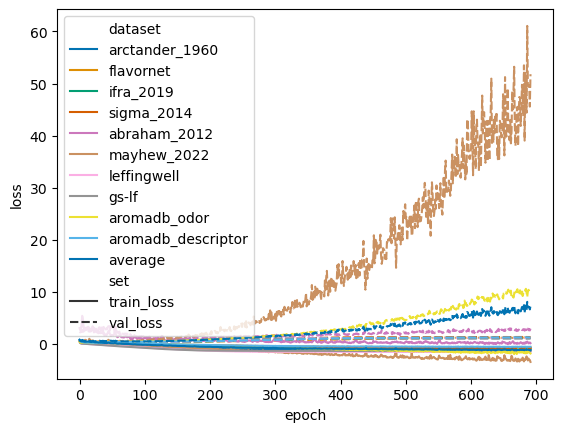 60
50
40
30
20
10
0
loss
dataset
arctander_1960
flavornet
ifra_2019
sigma_2014
abraham_2012
mayhew_2022
leffingwell
gs-lf
aromadb_odor
aromadb_descriptor
average
set
train_loss
val_loss
0 100 200 300 400 500 600 700
epoch